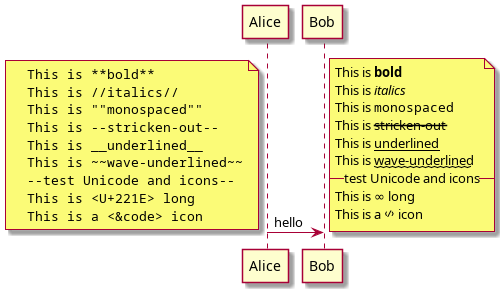 Alice
Bob
This is **bold**
This is //italics//
This is ""monospaced""
This is --stricken-out--
This is __underlined__
This is ~~wave-underlined~~
--test Unicode and icons--
This is <U+221E> long
This is a <&code> icon
This is bold
This is italics
This is monospaced
This is stricken-out
This is underlined
This is wave-underlined
test Unicode and icons
This is ∞ long
This is a icon
hello
Alice
Bob